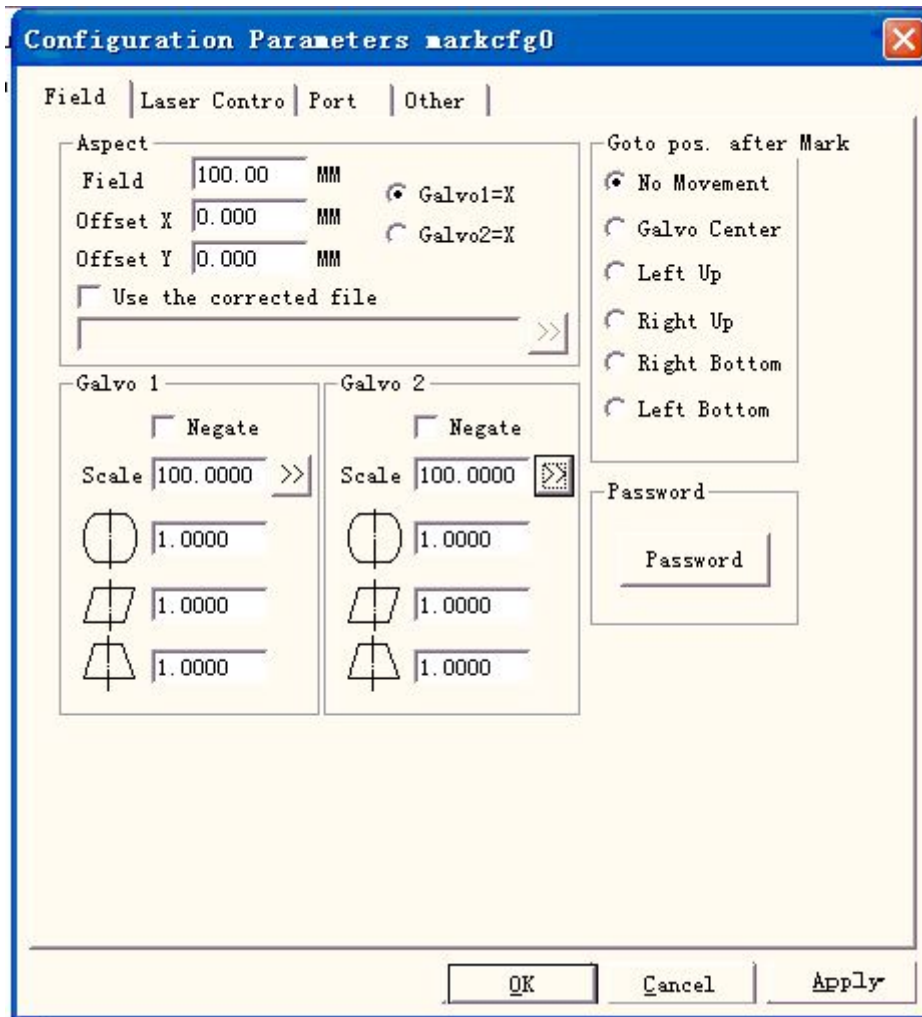 Configuration Parameters markcfg0
Field
Laser Contro
Port
Other
Aspect
Field 100.00 MM
Offset X 0.000 MM
Offset Y 0.000 MM
Galvo1=X
Galvo2=X
Use the corrected file
>>
Goto pos. after Mark
No Movement
Galvo Center
Left Up
Right Up
Right Bottom
Left Bottom
Galvo 1
Negate
Scale 100.0000 >>
1.0000
1.0000
1.0000
Galvo 2
Negate
Scale 100.0000 >>
1.0000
1.0000
1.0000
Password
Password
OK
Cancel
Apply